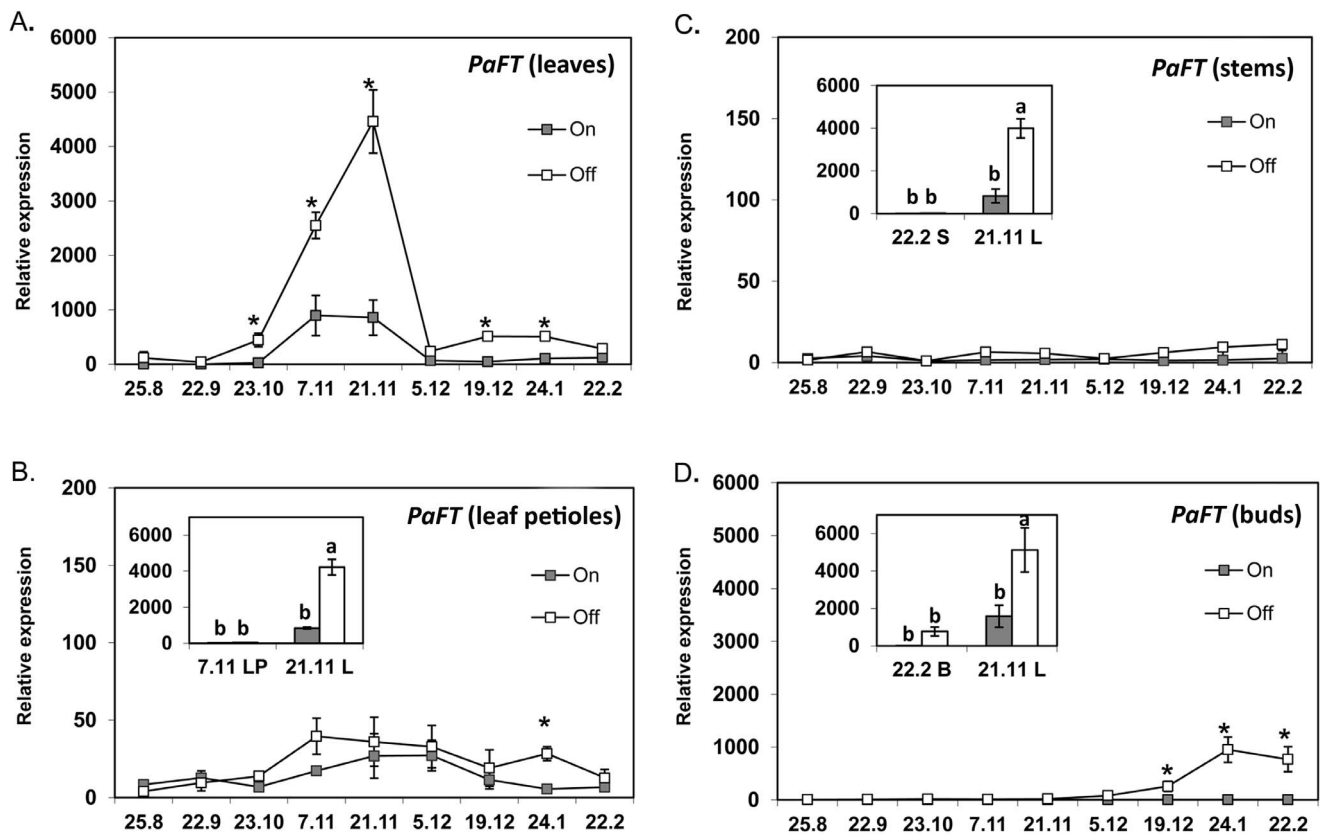 A.
PaFT (leaves)
On
Off
Relative expression
6000
5000
4000
3000
2000
1000
0
*
*
*
*
*
25.8 22.9 23.10 7.11 21.11 5.12 19.12 24.1 22.2
C.
PaFT (stems)
On
Off
Relative expression
200
150
100
50
0
6000
4000
2000
0
b b b a
22.2 S 21.11 L
25.8 22.9 23.10 7.11 21.11 5.12 19.12 24.1 22.2
B.
PaFT (leaf petioles)
On
Off
Relative expression
200
150
100
50
0
6000
4000
2000
0
b b b a
7.11 LP 21.11 L
*
25.8 22.9 23.10 7.11 21.11 5.12 19.12 24.1 22.2
D.
PaFT (buds)
On
Off
Relative expression
6000
5000
4000
3000
2000
1000
0
6000
4000
2000
0
b b b a
22.2 B 21.11 L
*
*
*
25.8 22.9 23.10 7.11 21.11 5.12 19.12 24.1 22.2